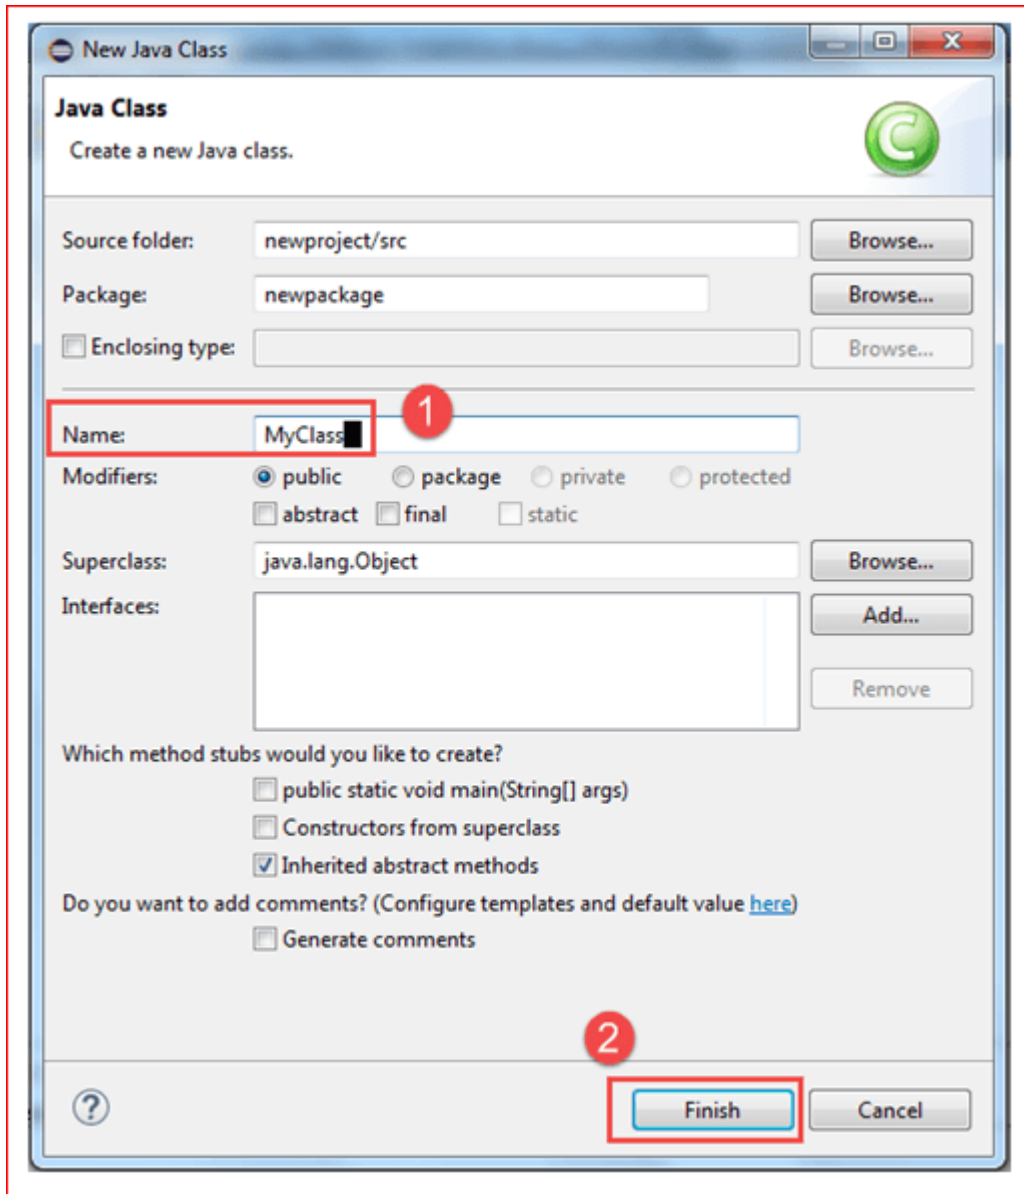 New Java Class
Java Class
Create a new Java class.
Source folder: newproject/src Browse...
Package: newpackage Browse...
Enclosing type: Browse...
1
Name: MyClass
Modifiers: public package private protected
abstract final static
Superclass: java.lang.Object Browse...
Interfaces: Add...
Remove
Which method stubs would you like to create?
public static void main(String[] args)
Constructors from superclass
Inherited abstract methods
Do you want to add comments? (Configure templates and default value here)
Generate comments
2
? Finish Cancel